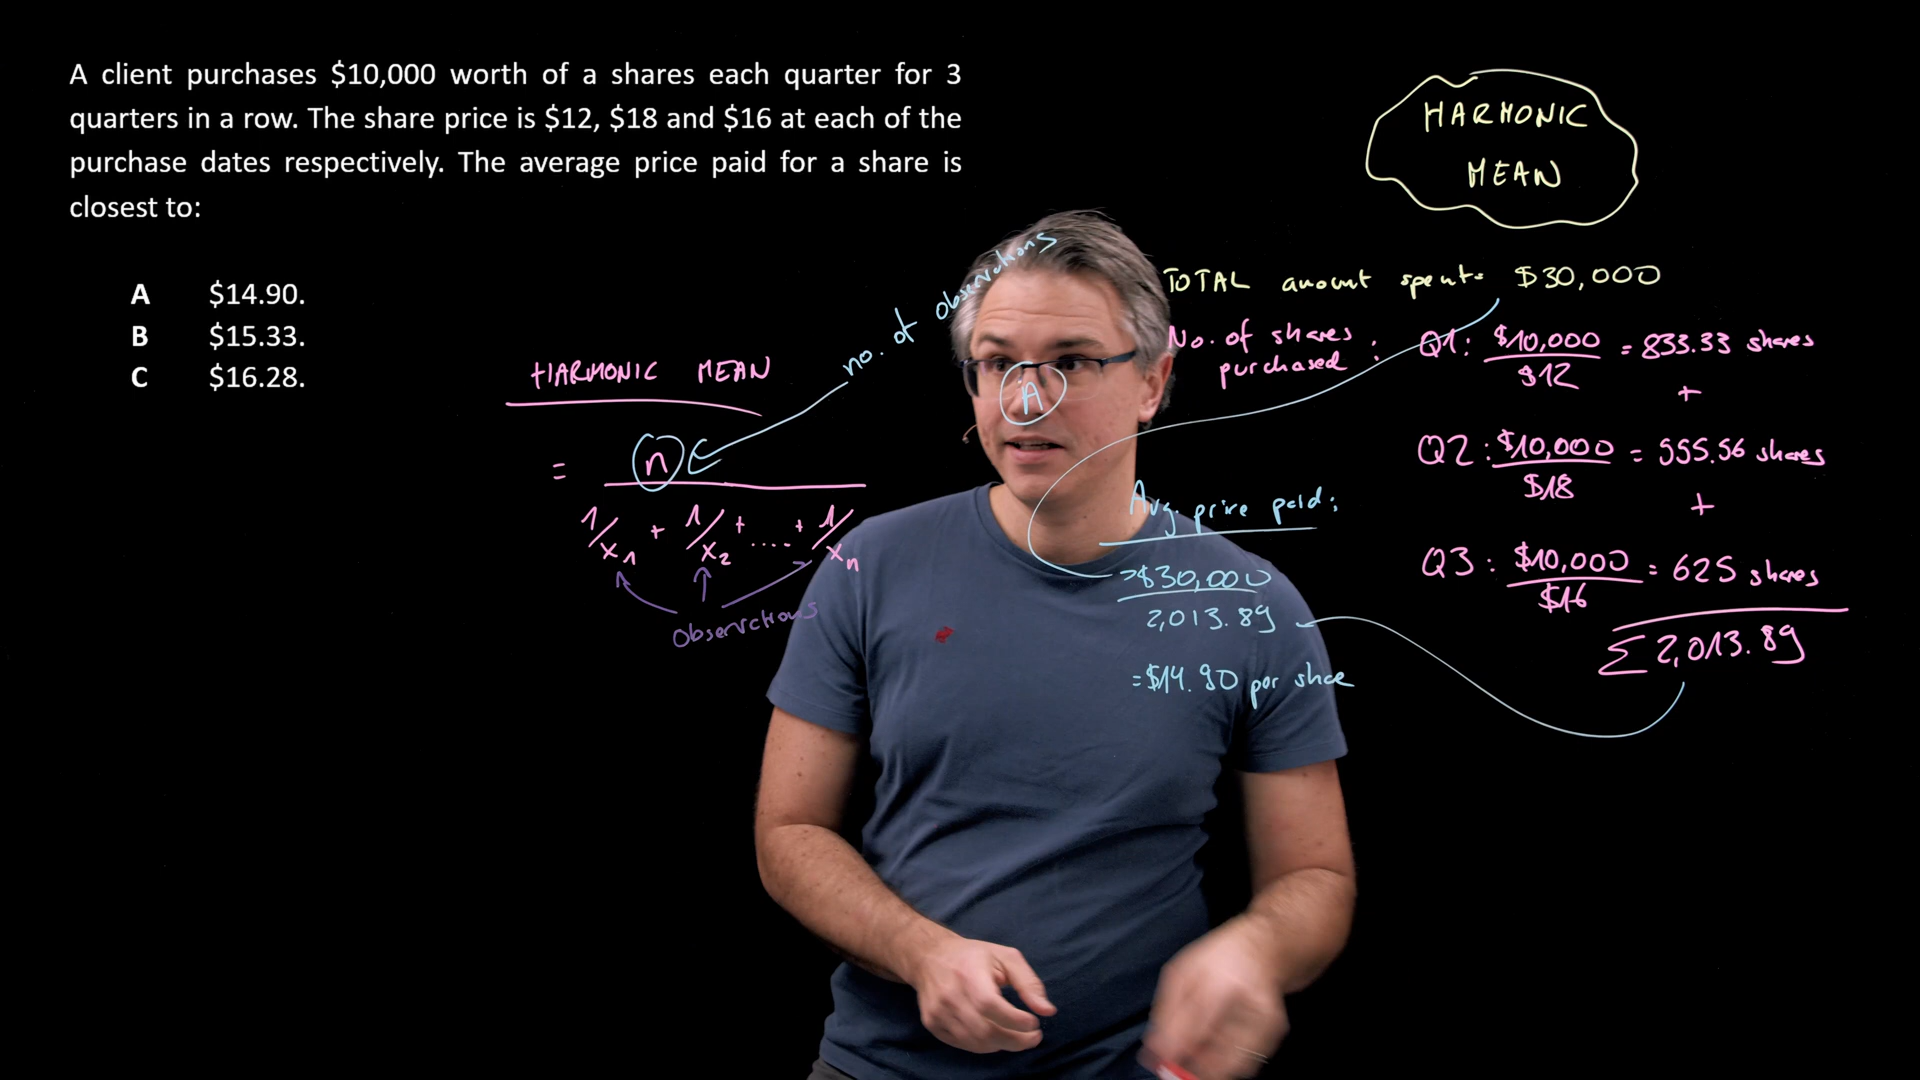 A client purchases $10,000 worth of a shares each quarter for 3
quarters in a row. The share price is $12, $18 and $16 at each of the
purchase dates respectively. The average price paid for a share is
closest to:
A $14.90.
B $15.33.
C $16.28.
HARMONIC MEAN
= n
1/x1 + 1/x2 + .... + 1/xn
no. of observations
Observations
A
HARMONIC
MEAN
TOTAL amount spent: $30,000
No. of shares
purchased :
Q1: $10,000 = 833.33 shares
$12
+
Q2: $10,000 = 555.56 shares
$18
+
Q3: $10,000 = 625 shares
$16
Σ 2,013.89
Avg. price paid:
$30,000
2,013.89
= $14.90 per share